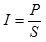 I = P/S